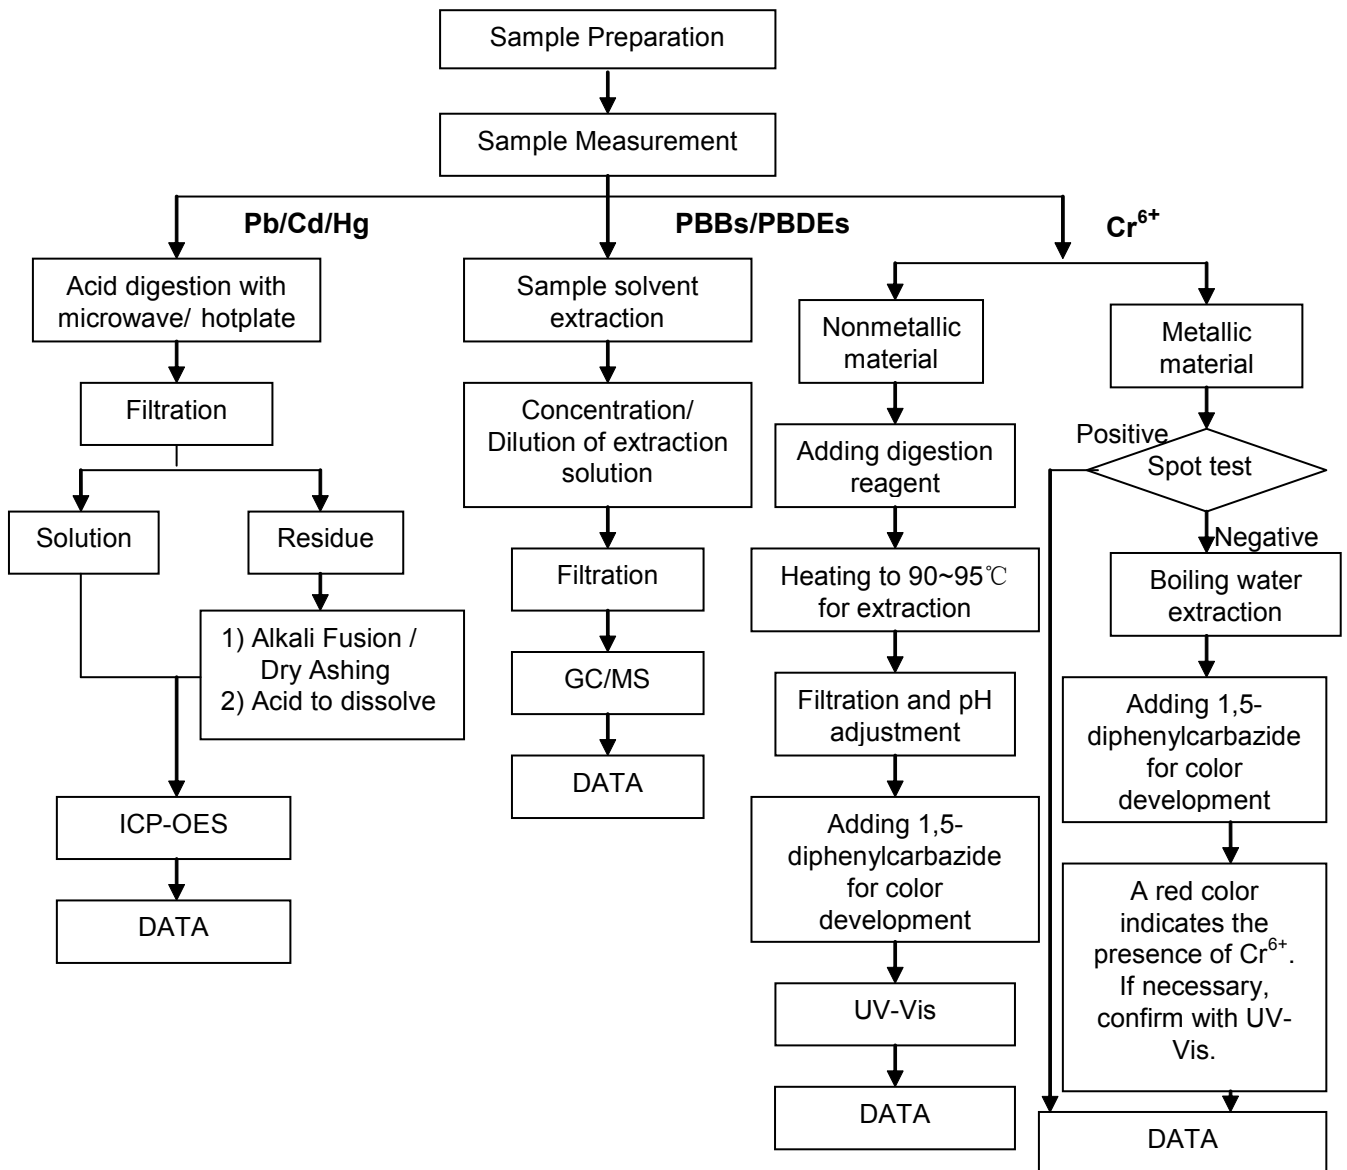 Sample Preparation
Sample Measurement
Pb/Cd/Hg
PBBs/PBDEs
Cr6+
Acid digestion with
microwave/ hotplate
Filtration
Solution
Residue
1) Alkali Fusion /
Dry Ashing
2) Acid to dissolve
ICP-OES
DATA
Sample solvent
extraction
Concentration/
Dilution of extraction
solution
Filtration
GC/MS
DATA
Nonmetallic
material
Adding digestion
reagent
Heating to 90~95℃
for extraction
Filtration and pH
adjustment
Adding 1,5-
diphenylcarbazide
for color
development
UV-Vis
DATA
Metallic
material
Positive
Spot test
Negative
Boiling water
extraction
Adding 1,5-
diphenylcarbazide
for color
development
A red color
indicates the
presence of Cr6+.
If necessary,
confirm with UV-
Vis.
DATA